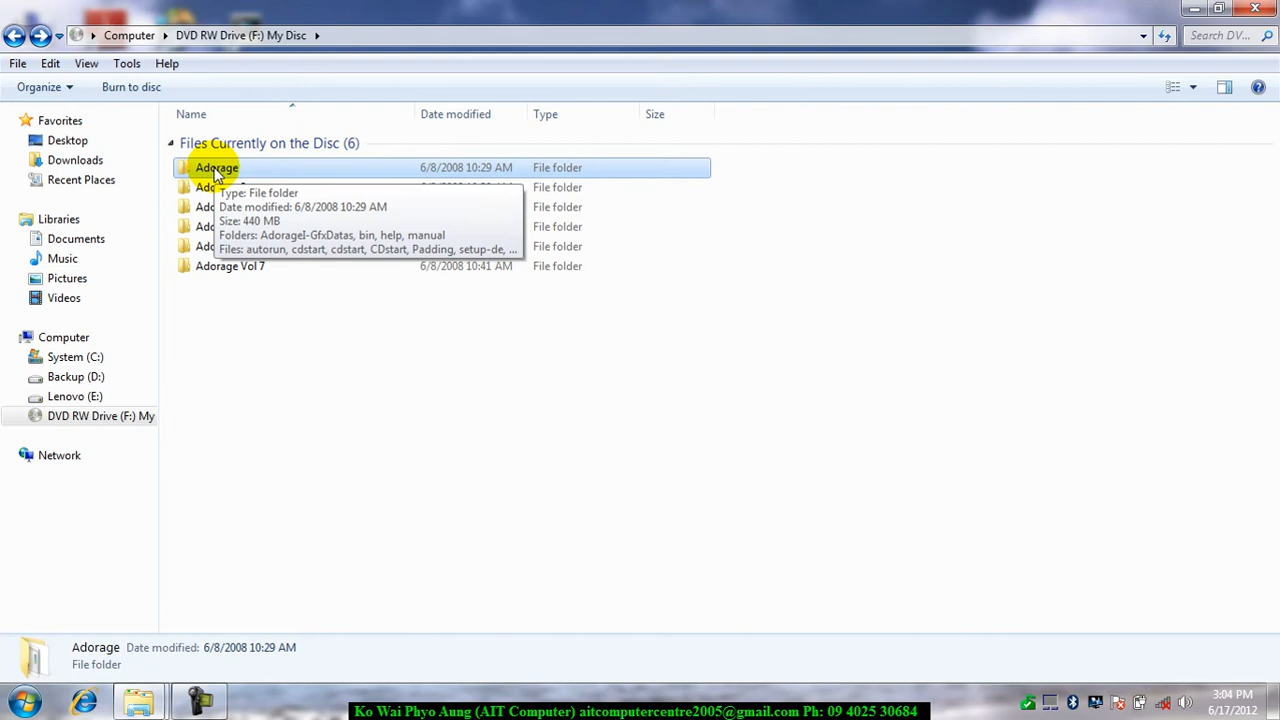 Computer DVD RW Drive (F:) My Disc Search DV...
File Edit View Tools Help
Organize Burn to disc
Name Date modified Type Size
Favorites
Desktop
Downloads
Recent Places
Libraries
Documents
Music
Pictures
Videos
Computer
System (C:)
Backup (D:)
Lenovo (E:)
DVD RW Drive (F:) My
Network
Files Currently on the Disc (6)
Adorage 6/8/2008 10:29 AM File folder
File folder
File folder
File folder
File folder
Adorage Vol 7 6/8/2008 10:41 AM File folder
Type: File folder
Date modified: 6/8/2008 10:29 AM
Size: 440 MB
Folders: AdorageI-GfxDatas, bin, help, manual
Files: autorun, cdstart, cdstart, CDstart, Padding, setup-de, ...
Adorage Date modified: 6/8/2008 10:29 AM
File folder
3:04 PM
6/17/2012
Ko Wai Phyo Aung (AIT Computer) aitcomputercentre2005@gmail.com Ph: 09 4025 30684